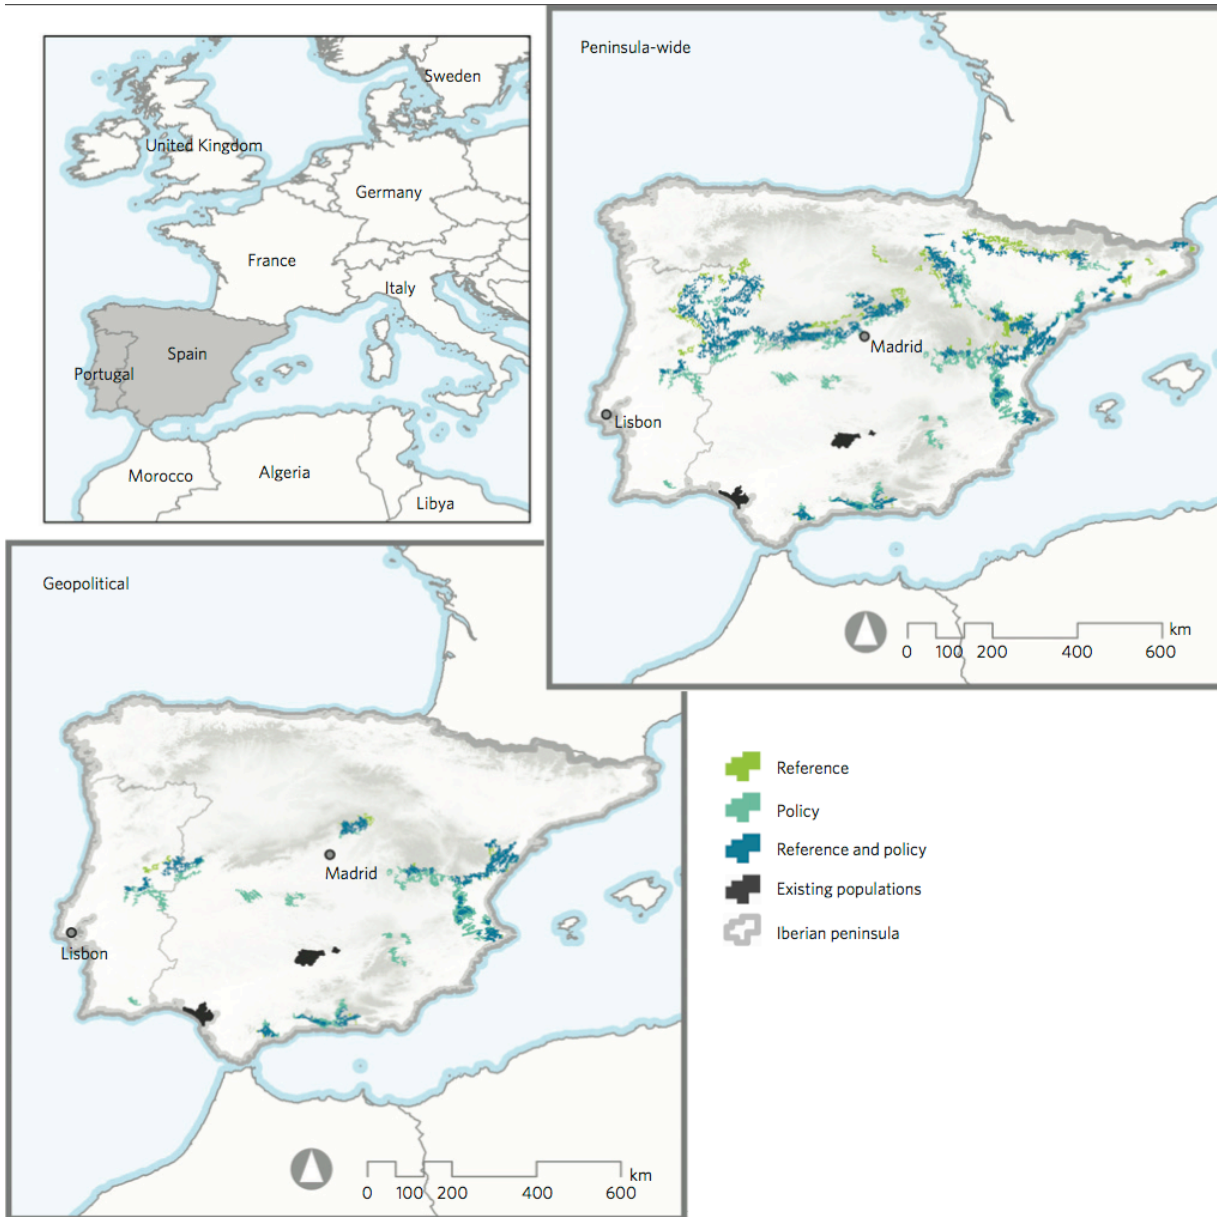 Sweden
United Kingdom
Germany
France
Italy
Spain
Portugal
Morocco
Algeria
Libya
Peninsula-wide
Madrid
Lisbon
km
0 100 200 400 600
Geopolitical
Madrid
Lisbon
km
0 100 200 400 600
Reference
Policy
Reference and policy
Existing populations
Iberian peninsula